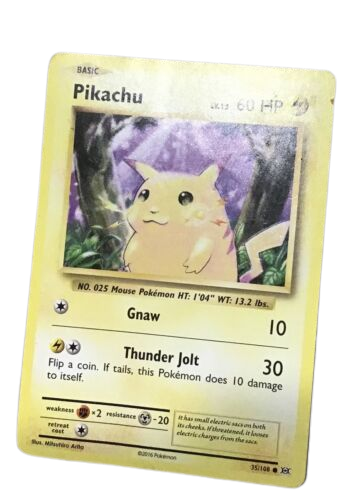 BASIC
Pikachu LV.13 60 HP
NO. 025 Mouse Pokémon HT: 1'04" WT: 13.2 lbs.
Gnaw 10
Thunder Jolt 30
Flip a coin. If tails, this Pokémon does 10 damage
to itself.
weakness ×2 resistance -20
retreat
cost
It has small electric sacs on both
its cheeks. If threatened, it looses
electric charges from the sacs.
Illus. Mitsuhiro Arita
©2016 Pokémon
35/108